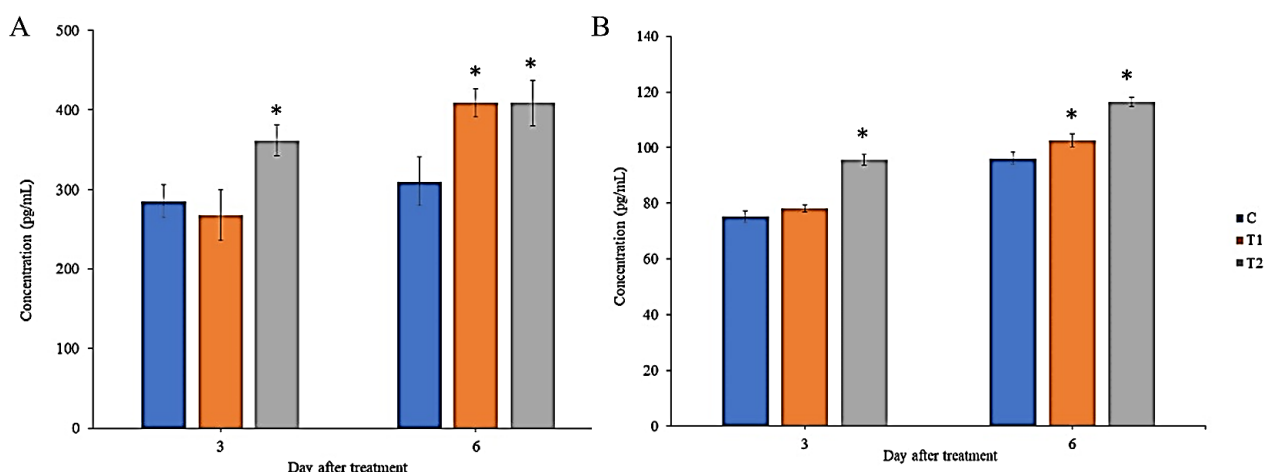 A
500
400
300
200
100
0
Concentration (pg/mL)
*
*
*
3
6
Day after treatment
B
140
120
100
80
60
40
20
0
Concentration (pg/mL)
*
*
*
3
6
Day after treatment
C
T1
T2